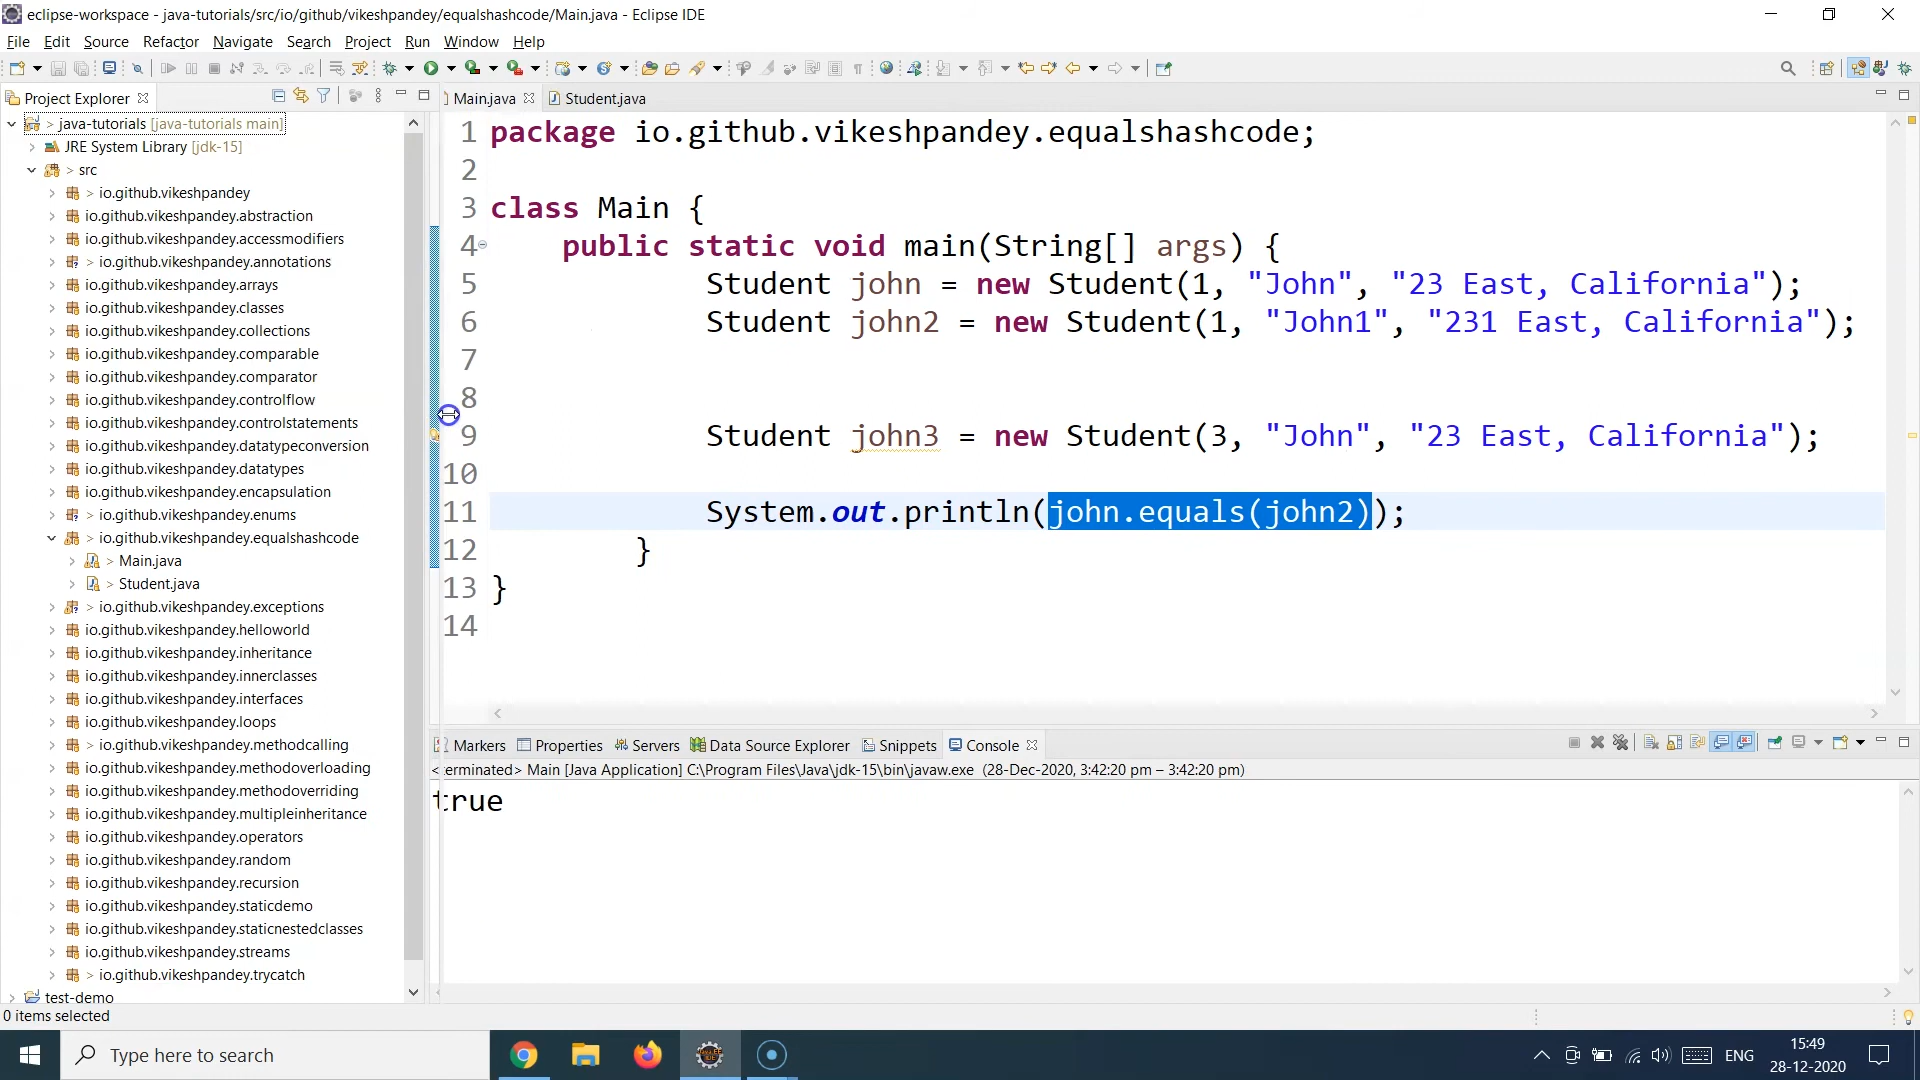 eclipse-workspace - java-tutorials/src/io/github/vikeshpandey/equalshashcode/Main.java - Eclipse IDE
File Edit Source Refactor Navigate Search Project Run Window Help
Project Explorer
> java-tutorials [java-tutorials main]
JRE System Library [jdk-15]
> src
> io.github.vikeshpandey
io.github.vikeshpandey.abstraction
io.github.vikeshpandey.accessmodifiers
> io.github.vikeshpandey.annotations
io.github.vikeshpandey.arrays
io.github.vikeshpandey.classes
io.github.vikeshpandey.collections
io.github.vikeshpandey.comparable
io.github.vikeshpandey.comparator
io.github.vikeshpandey.controlflow
io.github.vikeshpandey.controlstatements
io.github.vikeshpandey.datatypeconversion
io.github.vikeshpandey.datatypes
io.github.vikeshpandey.encapsulation
> io.github.vikeshpandey.enums
> io.github.vikeshpandey.equalshashcode
> Main.java
> Student.java
> io.github.vikeshpandey.exceptions
io.github.vikeshpandey.helloworld
io.github.vikeshpandey.inheritance
io.github.vikeshpandey.innerclasses
io.github.vikeshpandey.interfaces
io.github.vikeshpandey.loops
> io.github.vikeshpandey.methodcalling
io.github.vikeshpandey.methodoverloading
io.github.vikeshpandey.methodoverriding
io.github.vikeshpandey.multipleinheritance
io.github.vikeshpandey.operators
io.github.vikeshpandey.random
io.github.vikeshpandey.recursion
io.github.vikeshpandey.staticdemo
io.github.vikeshpandey.staticnestedclasses
io.github.vikeshpandey.streams
> io.github.vikeshpandey.trycatch
test-demo
0 items selected
Main.java Student.java
1 package io.github.vikeshpandey.equalshashcode;
2
3 class Main {
4 public static void main(String[] args) {
5 Student john = new Student(1, "John", "23 East, California");
6 Student john2 = new Student(1, "John1", "231 East, California");
7
8
9 Student john3 = new Student(3, "John", "23 East, California");
10
11 System.out.println(john.equals(john2));
12 }
13 }
14
Markers Properties Servers Data Source Explorer Snippets Console
<terminated> Main [Java Application] C:\Program Files\Java\jdk-15\bin\javaw.exe (28-Dec-2020, 3:42:20 pm – 3:42:20 pm)
true
Type here to search
ENG
15:49
28-12-2020